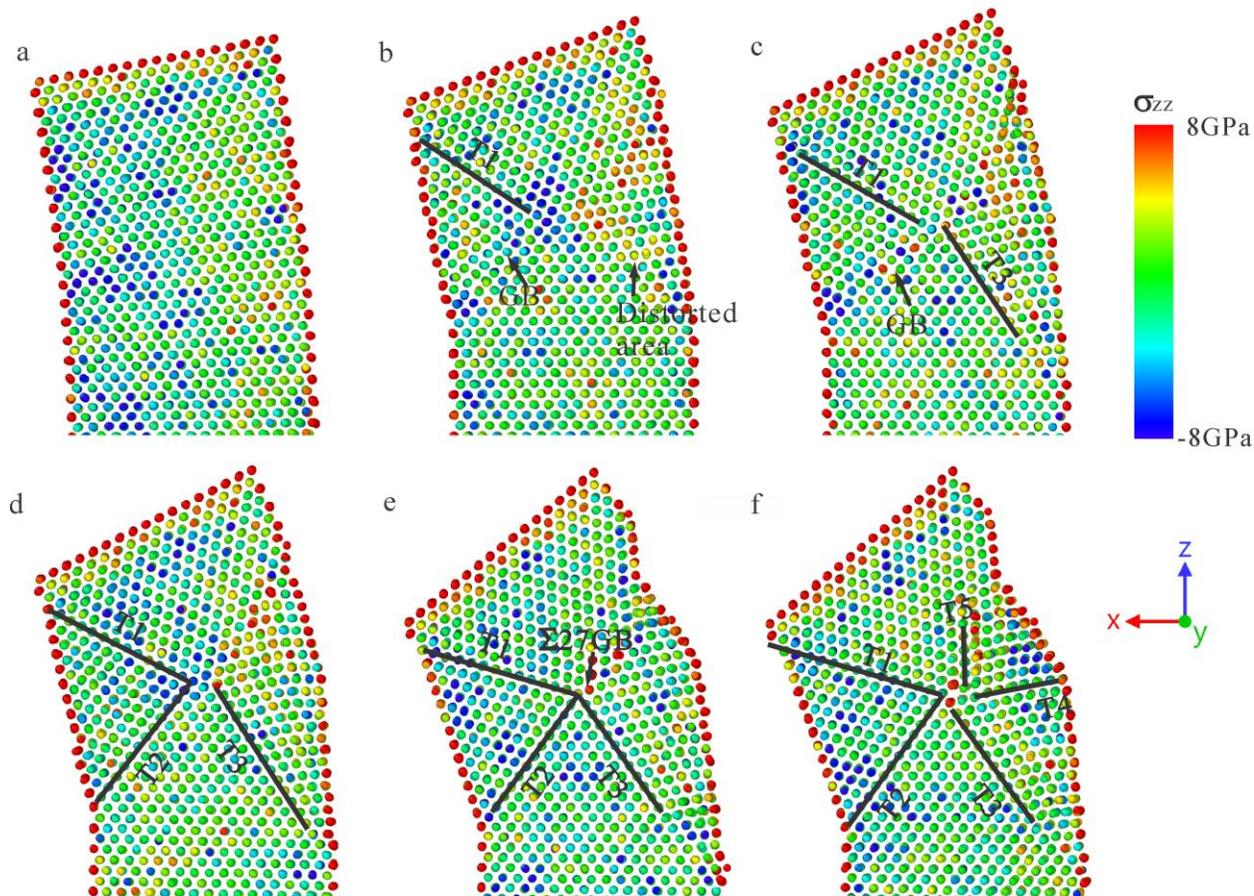 a
b
T1
GB
Distorted
area
c
T1
T3
GB
σzz
8GPa
-8GPa
d
T1
T2
T3
e
T1
Σ27GB
T2
T3
f
T5
T1
T4
T2
T3
z
x
y